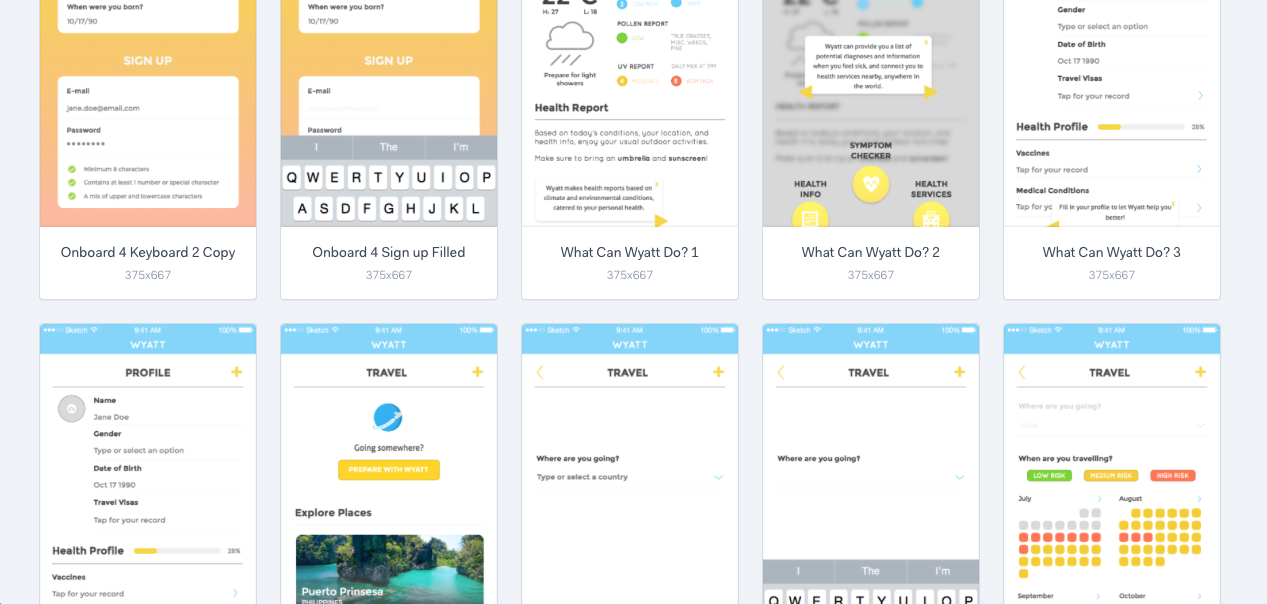 When were you born?
10/17/90
SIGN UP
E-mail
jane.doe@email.com
Password
Minimum 8 characters
Contains at least 1 number or special character
A mix of upper and lowercase characters
Onboard 4 Keyboard 2 Copy
375x667
When were you born?
10/17/90
SIGN UP
E-mail
Password
I The I'm
Q W E R T Y U I O P
A S D F G H J K L
Onboard 4 Sign up Filled
375x667
H: 27 L: 18
Prepare for light
showers
3
POLLEN REPORT
LOW
TRUE GRASSES,
MISC. WEEDS,
PINE
UV REPORT
DAILY MAX AT 1PM
4 MODERATE
8 VERY HIGH
Health Report
Based on today's conditions, your location, and
health info, enjoy your usual outdoor activities.
Make sure to bring an umbrella and sunscreen!
x
Wyatt makes health reports based on
climate and environmental conditions,
catered to your personal health.
What Can Wyatt Do? 1
375x667
x
Wyatt can provide you a list of
potential diagnoses and information
when you feel sick, and connect you to
health services nearby, anywhere in
the world.
HEALTH REPORT
SYMPTOM
CHECKER
HEALTH
INFO
HEALTH
SERVICES
What Can Wyatt Do? 2
375x667
Gender
Type or select an option
Date of Birth
Oct 17 1990
Travel Visas
Tap for your record
Health Profile 28%
Vaccines
Tap for your record
Medical Conditions
Tap for yo
x
Fill in your profile to let Wyatt help you
better!
What Can Wyatt Do? 3
375x667
Sketch 9:41 AM 100%
WYATT
PROFILE +
Name
Jane Doe
Gender
Type or select an option
Date of Birth
Oct 17 1990
Travel Visas
Tap for your record
Health Profile 28%
Vaccines
Tap for your record
Sketch 9:41 AM 100%
WYATT
TRAVEL +
Going somewhere?
PREPARE WITH WYATT
Explore Places
Puerto Prinsesa
PHILIPPINES
Sketch 9:41 AM 100%
WYATT
TRAVEL +
Where are you going?
Type or select a country
Sketch 9:41 AM 100%
WYATT
TRAVEL +
Where are you going?
I The I'm
Q W E R T Y U I O P
Sketch 9:41 AM 100%
WYATT
TRAVEL +
Where are you going?
India
When are you travelling?
LOW RISK MEDIUM RISK HIGH RISK
July August
September October